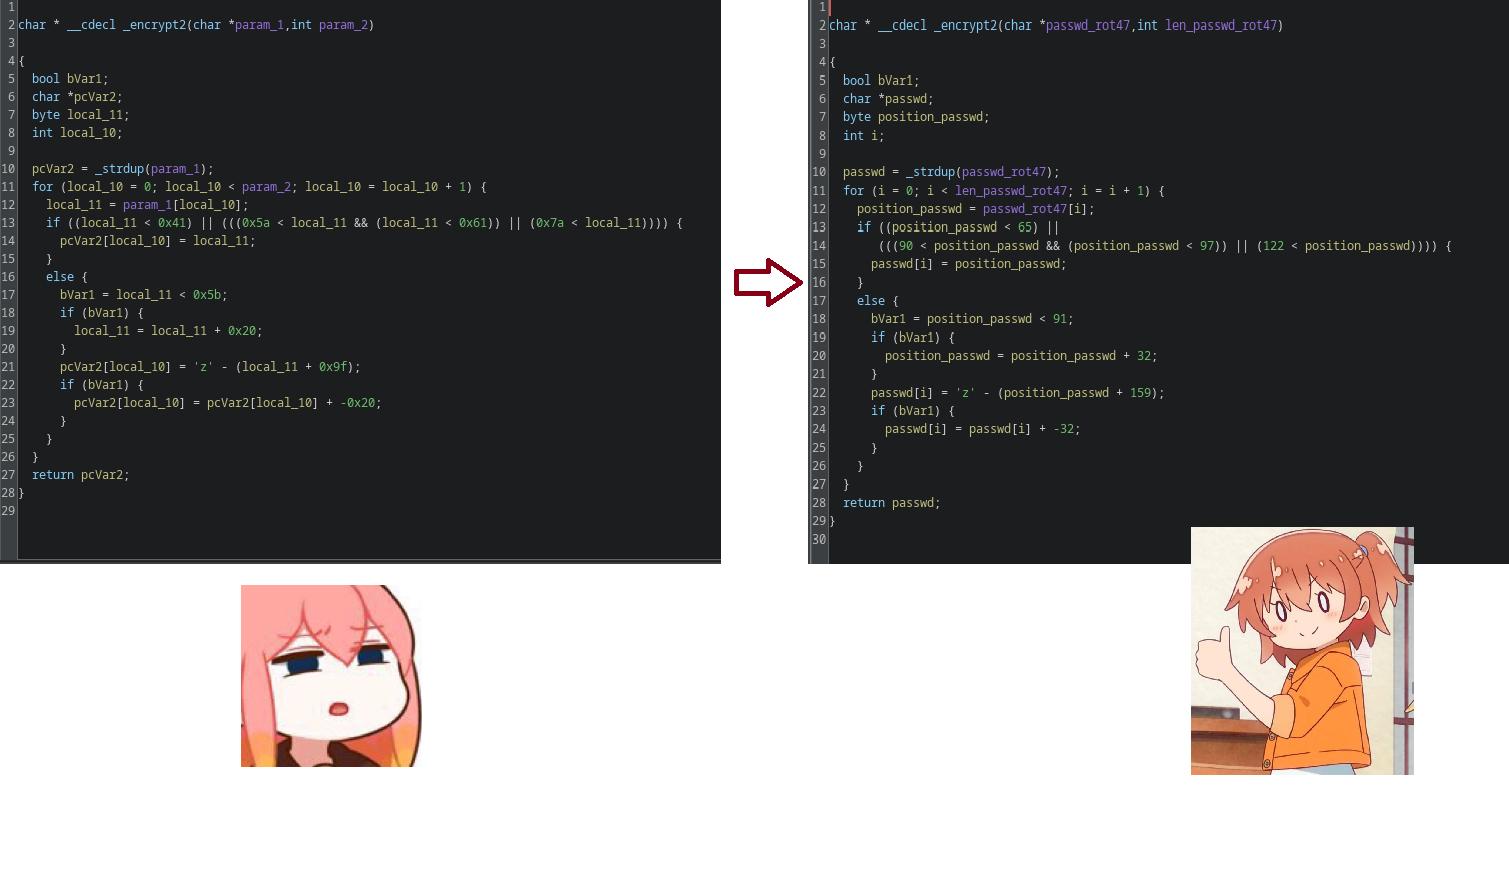 1
2 char * __cdecl _encrypt2(char *param_1,int param_2)
3
4 {
5 bool bVar1;
6 char *pcVar2;
7 byte local_11;
8 int local_10;
9
10 pcVar2 = _strdup(param_1);
11 for (local_10 = 0; local_10 < param_2; local_10 = local_10 + 1) {
12 local_11 = param_1[local_10];
13 if ((local_11 < 0x41) || (((0x5a < local_11 && (local_11 < 0x61)) || (0x7a < local_11)))) {
14 pcVar2[local_10] = local_11;
15 }
16 else {
17 bVar1 = local_11 < 0x5b;
18 if (bVar1) {
19 local_11 = local_11 + 0x20;
20 }
21 pcVar2[local_10] = 'z' - (local_11 + 0x9f);
22 if (bVar1) {
23 pcVar2[local_10] = pcVar2[local_10] + -0x20;
24 }
25 }
26 }
27 return pcVar2;
28 }
29
1
2 char * __cdecl _encrypt2(char *passwd_rot47,int len_passwd_rot47)
3
4 {
5 bool bVar1;
6 char *passwd;
7 byte position_passwd;
8 int i;
9
10 passwd = _strdup(passwd_rot47);
11 for (i = 0; i < len_passwd_rot47; i = i + 1) {
12 position_passwd = passwd_rot47[i];
13 if ((position_passwd < 65) ||
14 (((90 < position_passwd && (position_passwd < 97)) || (122 < position_passwd)))) {
15 passwd[i] = position_passwd;
16 }
17 else {
18 bVar1 = position_passwd < 91;
19 if (bVar1) {
20 position_passwd = position_passwd + 32;
21 }
22 passwd[i] = 'z' - (position_passwd + 159);
23 if (bVar1) {
24 passwd[i] = passwd[i] + -32;
25 }
26 }
27 }
28 return passwd;
29 }
30